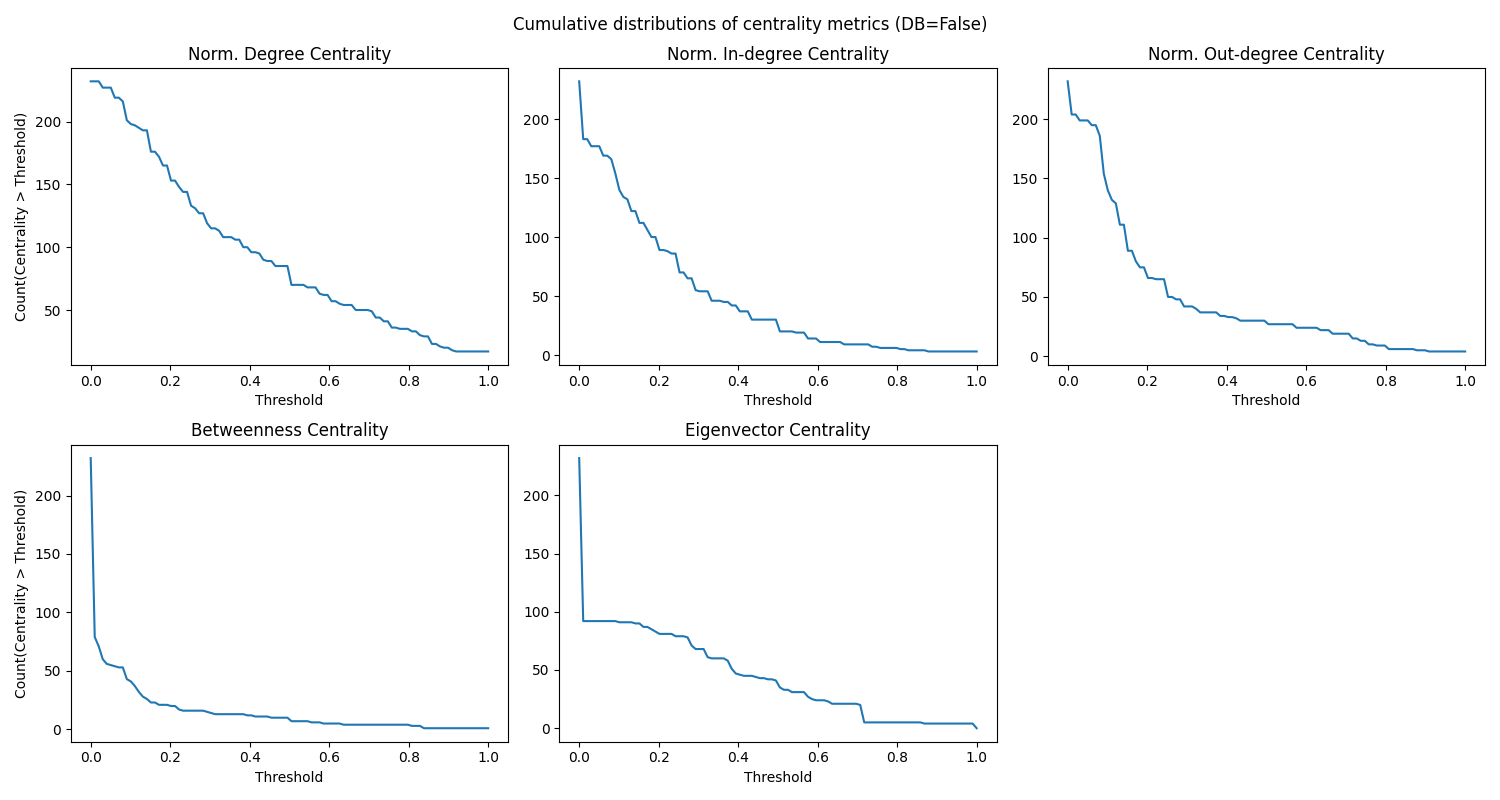 Cumulative distributions of centrality metrics (DB=False)
Norm. Degree Centrality
Count(Centrality > Threshold)
200
150
100
50
0.0 0.2 0.4 0.6 0.8 1.0
Threshold
Norm. In-degree Centrality
200
150
100
50
0
0.0 0.2 0.4 0.6 0.8 1.0
Threshold
Norm. Out-degree Centrality
200
150
100
50
0
0.0 0.2 0.4 0.6 0.8 1.0
Threshold
Betweenness Centrality
Count(Centrality > Threshold)
200
150
100
50
0
0.0 0.2 0.4 0.6 0.8 1.0
Threshold
Eigenvector Centrality
200
150
100
50
0
0.0 0.2 0.4 0.6 0.8 1.0
Threshold